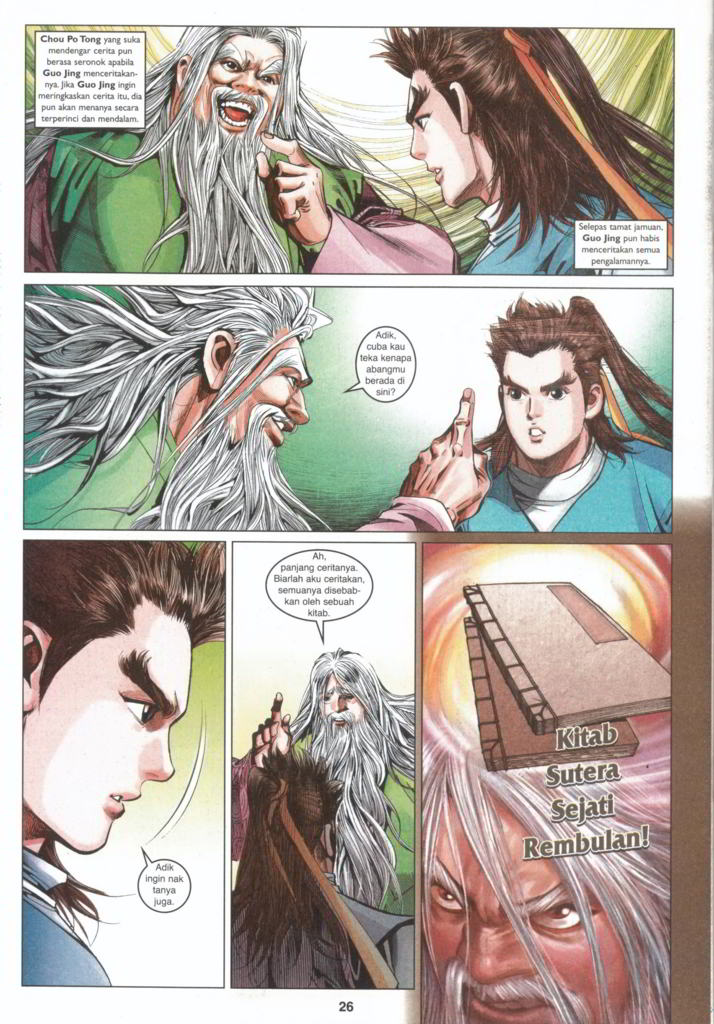 Chou Po Tong yang suka
mendengar cerita pun
berasa seronok apabila
Guo Jing menceritakan-
nya. Jika Guo Jing ingin
meringkaskan cerita itu, dia
pun akan menanya secara
terperinci dan mendalam.
Selepas tamat jamuan,
Guo Jing pun habis
menceritakan semua
pengalamannya.
Adik,
cuba kau
teka kenapa
abangmu
berada di
sini?
Adik
ingin nak
tanya
juga.
Ah,
panjang ceritanya.
Biarlah aku ceritakan,
semuanya disebab-
kan oleh sebuah
kitab.
Kitab
Sutera
Sejati
Rembulan!
26